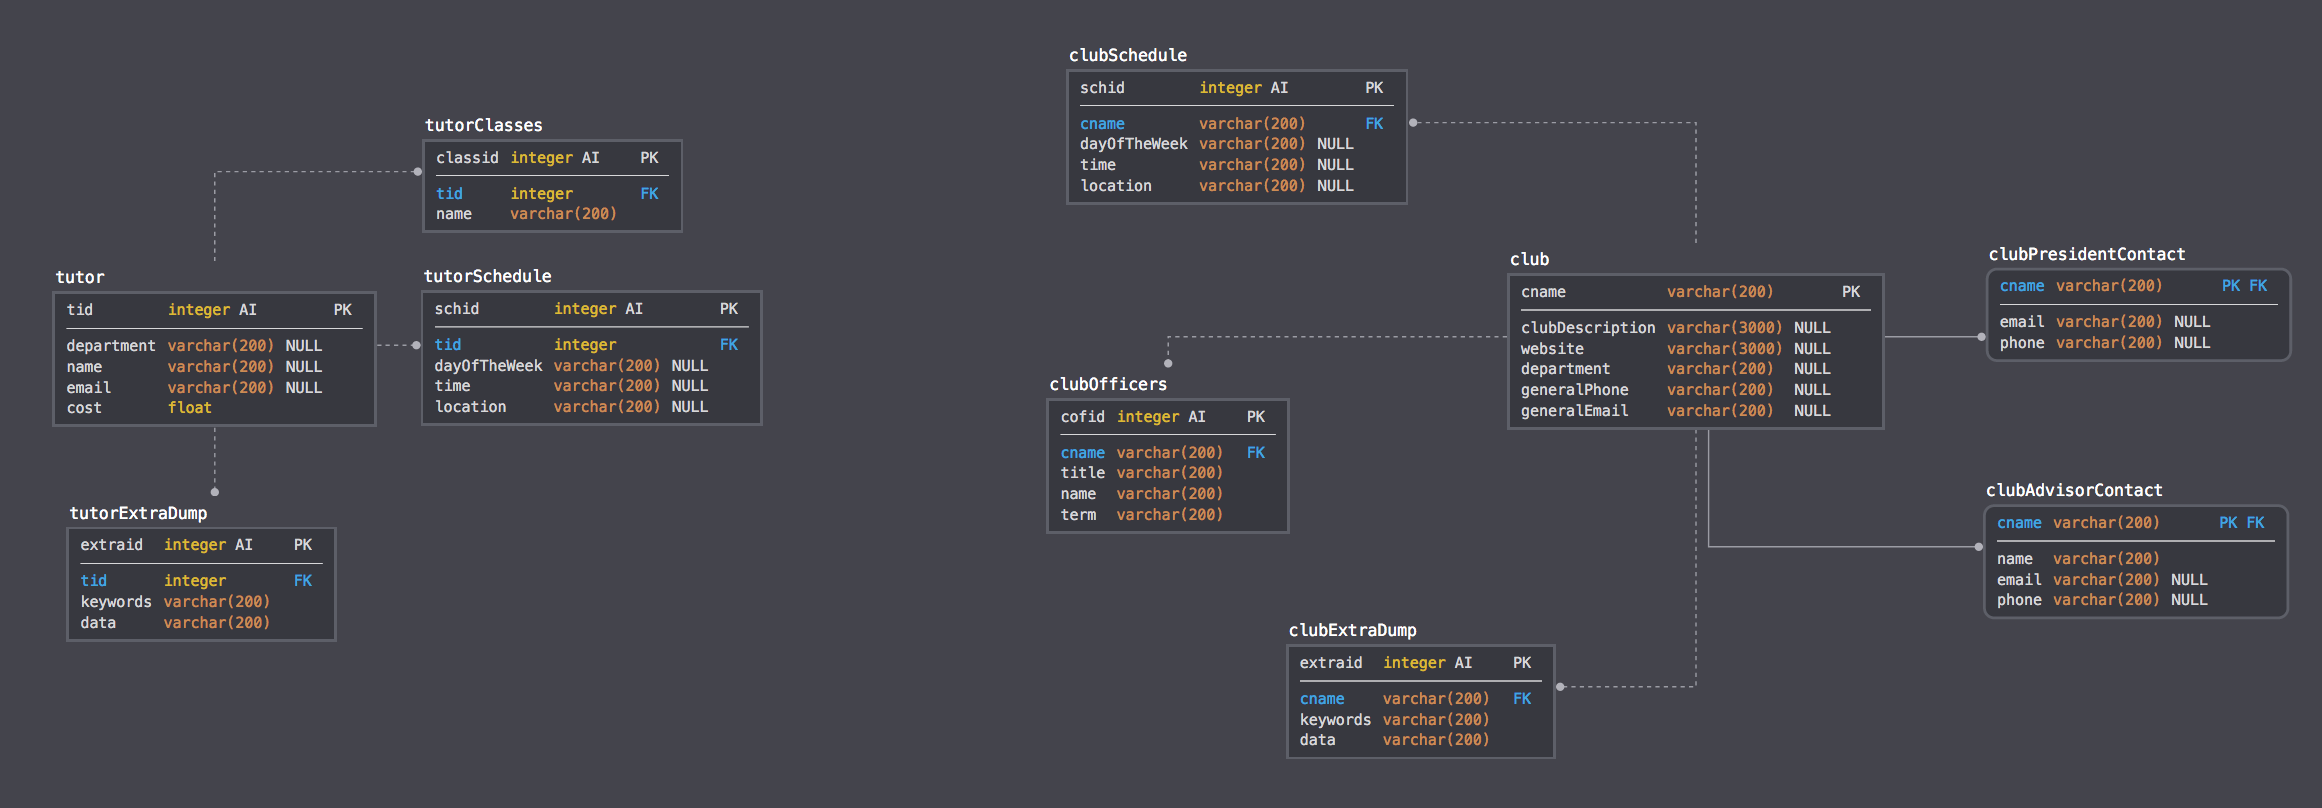 tutorClasses
classid integer AI PK
tid integer FK
name varchar(200)
tutor
tid integer AI PK
department varchar(200) NULL
name varchar(200) NULL
email varchar(200) NULL
cost float
tutorSchedule
schid integer AI PK
tid integer FK
dayOfTheWeek varchar(200) NULL
time varchar(200) NULL
location varchar(200) NULL
tutorExtraDump
extraid integer AI PK
tid integer FK
keywords varchar(200)
data varchar(200)
clubSchedule
schid integer AI PK
cname varchar(200) FK
dayOfTheWeek varchar(200) NULL
time varchar(200) NULL
location varchar(200) NULL
club
cname varchar(200) PK
clubDescription varchar(3000) NULL
website varchar(3000) NULL
department varchar(200) NULL
generalPhone varchar(200) NULL
generalEmail varchar(200) NULL
clubPresidentContact
cname varchar(200) PK FK
email varchar(200) NULL
phone varchar(200) NULL
clubOfficers
cofid integer AI PK
cname varchar(200) FK
title varchar(200)
name varchar(200)
term varchar(200)
clubAdvisorContact
cname varchar(200) PK FK
name varchar(200)
email varchar(200) NULL
phone varchar(200) NULL
clubExtraDump
extraid integer AI PK
cname varchar(200) FK
keywords varchar(200)
data varchar(200)